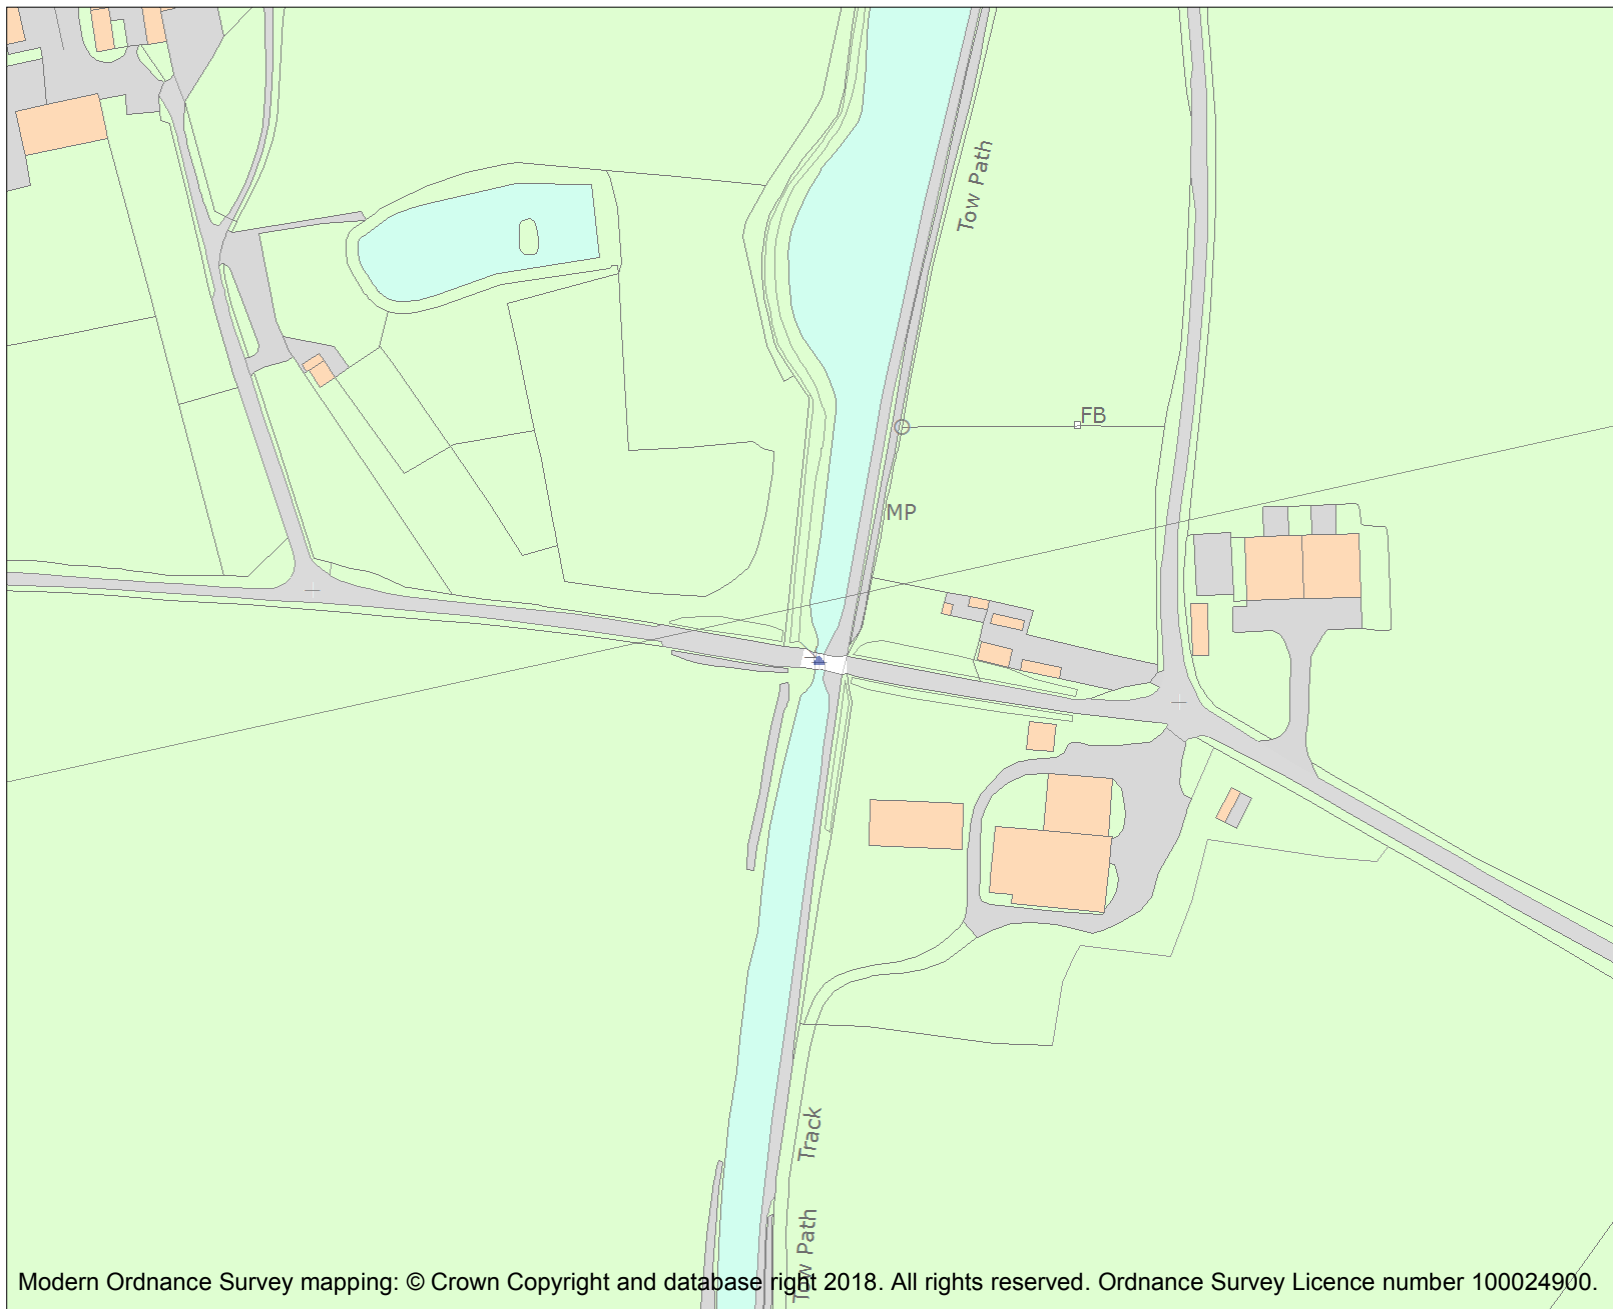 Tow Path
FB
MP
Track
Tow Path
Modern Ordnance Survey mapping: © Crown Copyright and database right 2018. All rights reserved. Ordnance Survey Licence number 100024900.